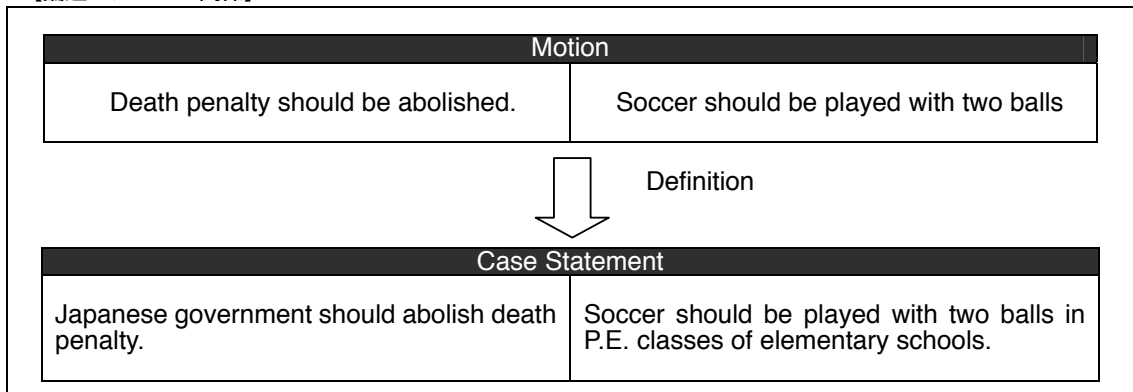 Motion
Death penalty should be abolished.
Soccer should be played with two balls
Definition
Case Statement
Japanese government should abolish death
penalty.
Soccer should be played with two balls in
P.E. classes of elementary schools.